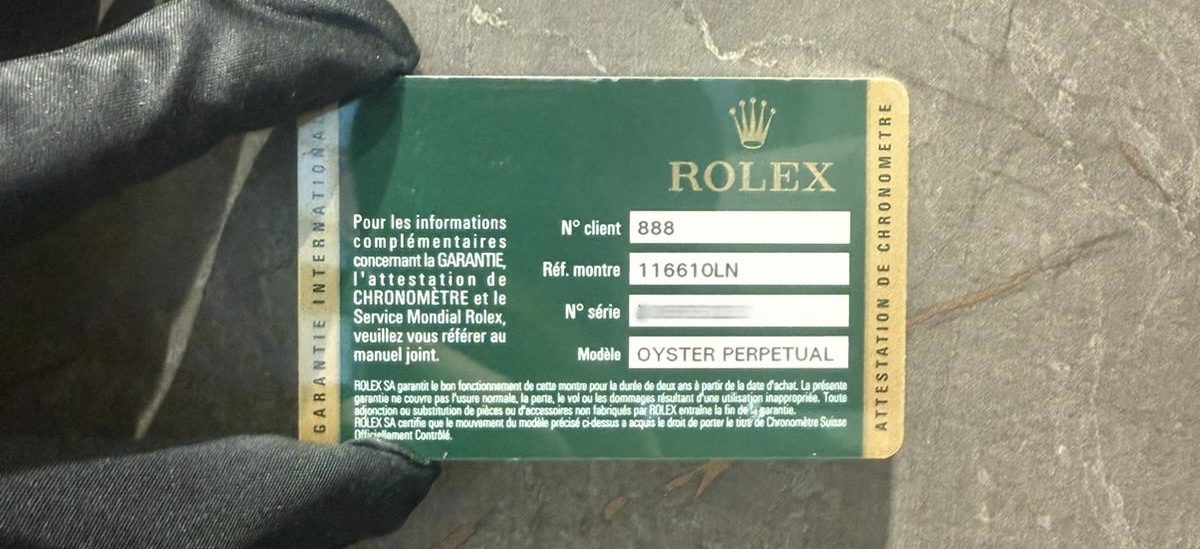 GARANTIE INTERNATIONA
ROLEX
Pour les informations
complémentaires
concernant la GARANTIE,
l'attestation de
CHRONOMÈTRE et le
Service Mondial Rolex,
veuillez vous référer au
manuel joint.
N° client 888
Réf. montre 116610LN
N° série
Modèle OYSTER PERPETUAL
ROLEX SA garantit le bon fonctionnement de cette montre pour la durée de deux ans à partir de la date d'achat. La présente
garantie ne couvre pas l'usure normale, la perte, le vol ou les dommages résultant d'une utilisation inappropriée. Toute
adjonction ou substitution de pièces ou d'accessoires non fabriqués par ROLEX entraîne la fin de la garantie.
ROLEX SA certifie que le mouvement du modèle précisé ci-dessus a acquis le droit de porter le titre de Chronomètre Suisse
Officiellement Contrôlé.
ATTESTATION DE CHRONOMETRE